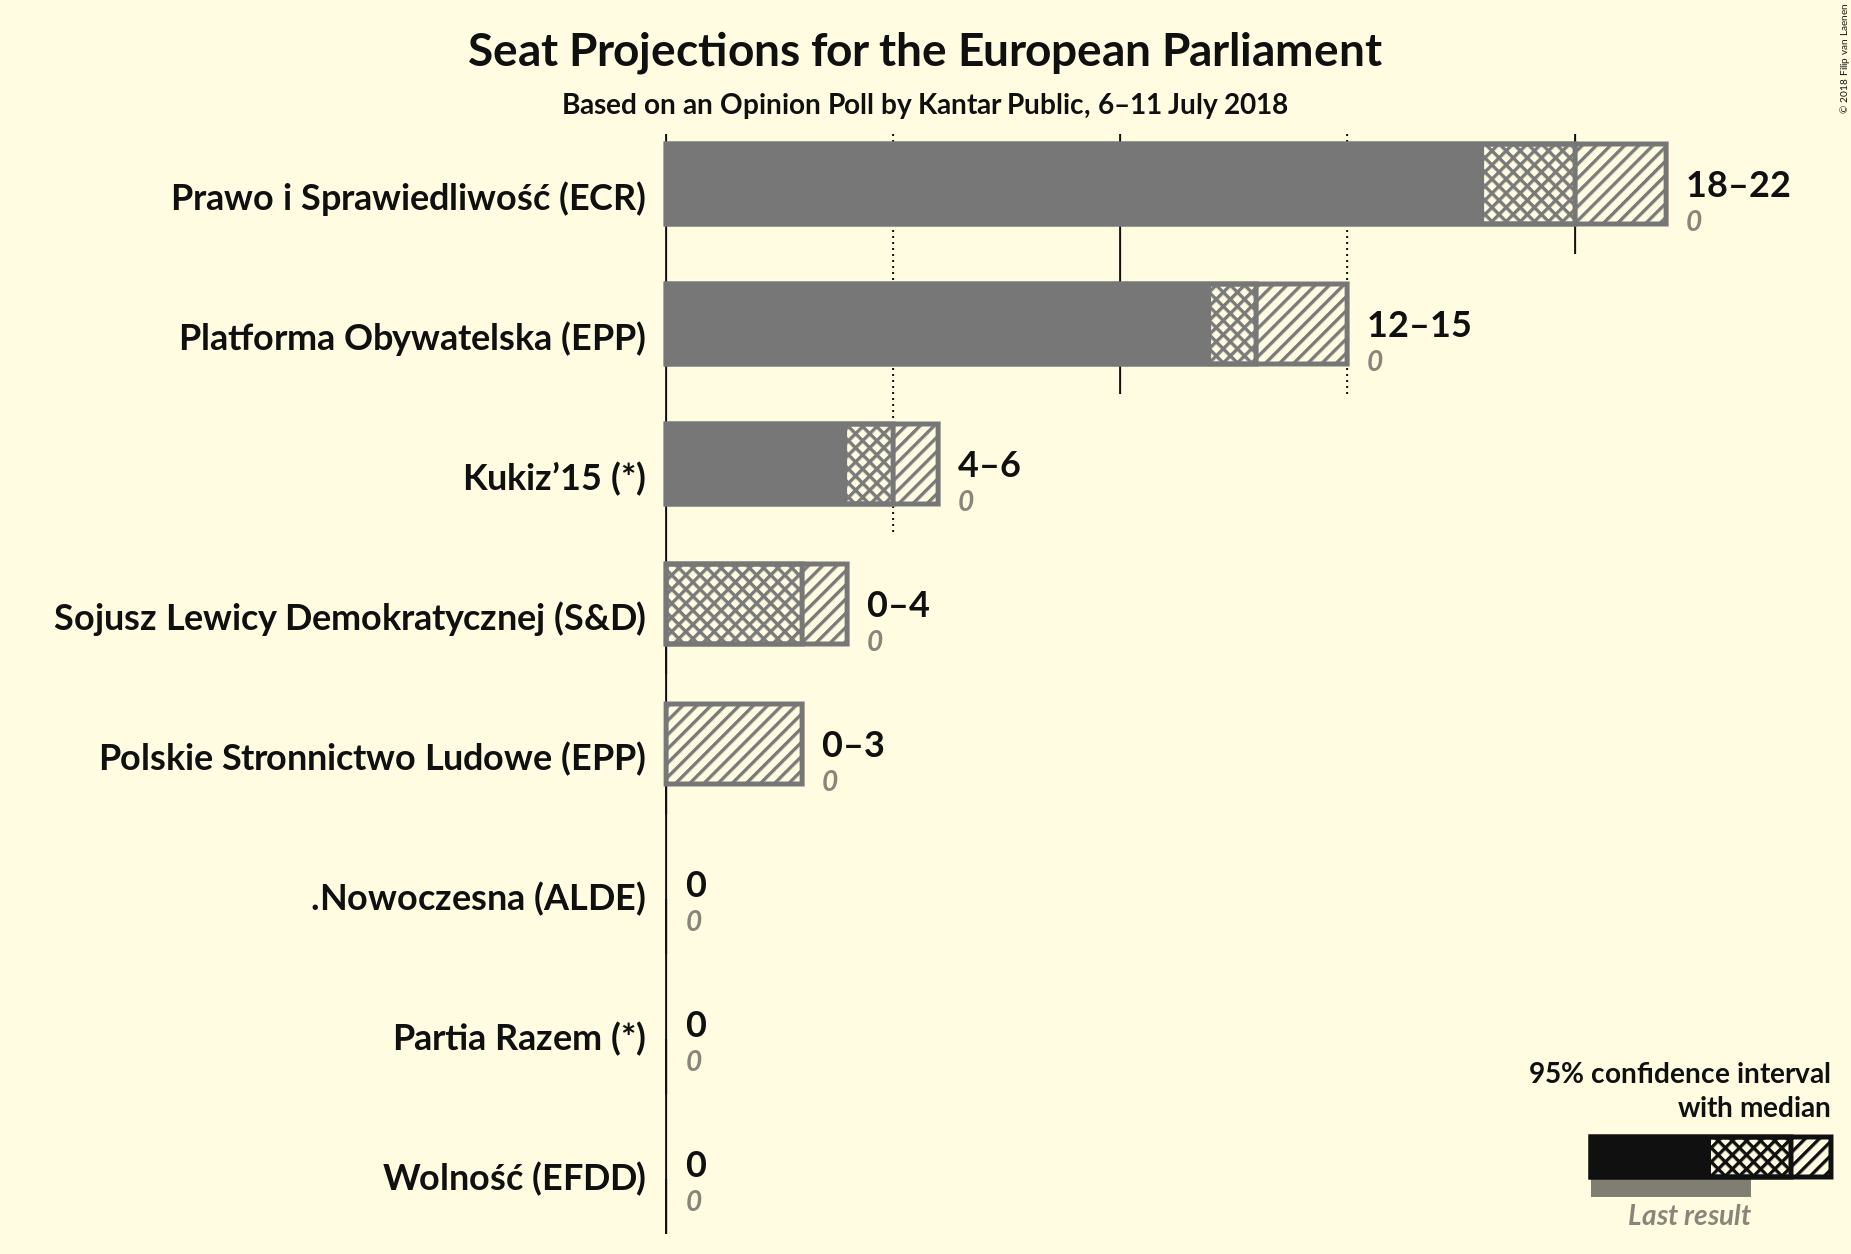 Seat Projections for the European Parliament
Based on an Opinion Poll by Kantar Public, 6–11 July 2018
© 2018 Filip van Laenen
Prawo i Sprawiedliwość (ECR)
18–22
0
Platforma Obywatelska (EPP)
12–15
0
Kukiz’15 (*)
4–6
0
Sojusz Lewicy Demokratycznej (S&D)
0–4
0
Polskie Stronnictwo Ludowe (EPP)
0–3
0
.Nowoczesna (ALDE)
0
0
Partia Razem (*)
0
0
Wolność (EFDD)
0
0
95% confidence interval
with median
Last result